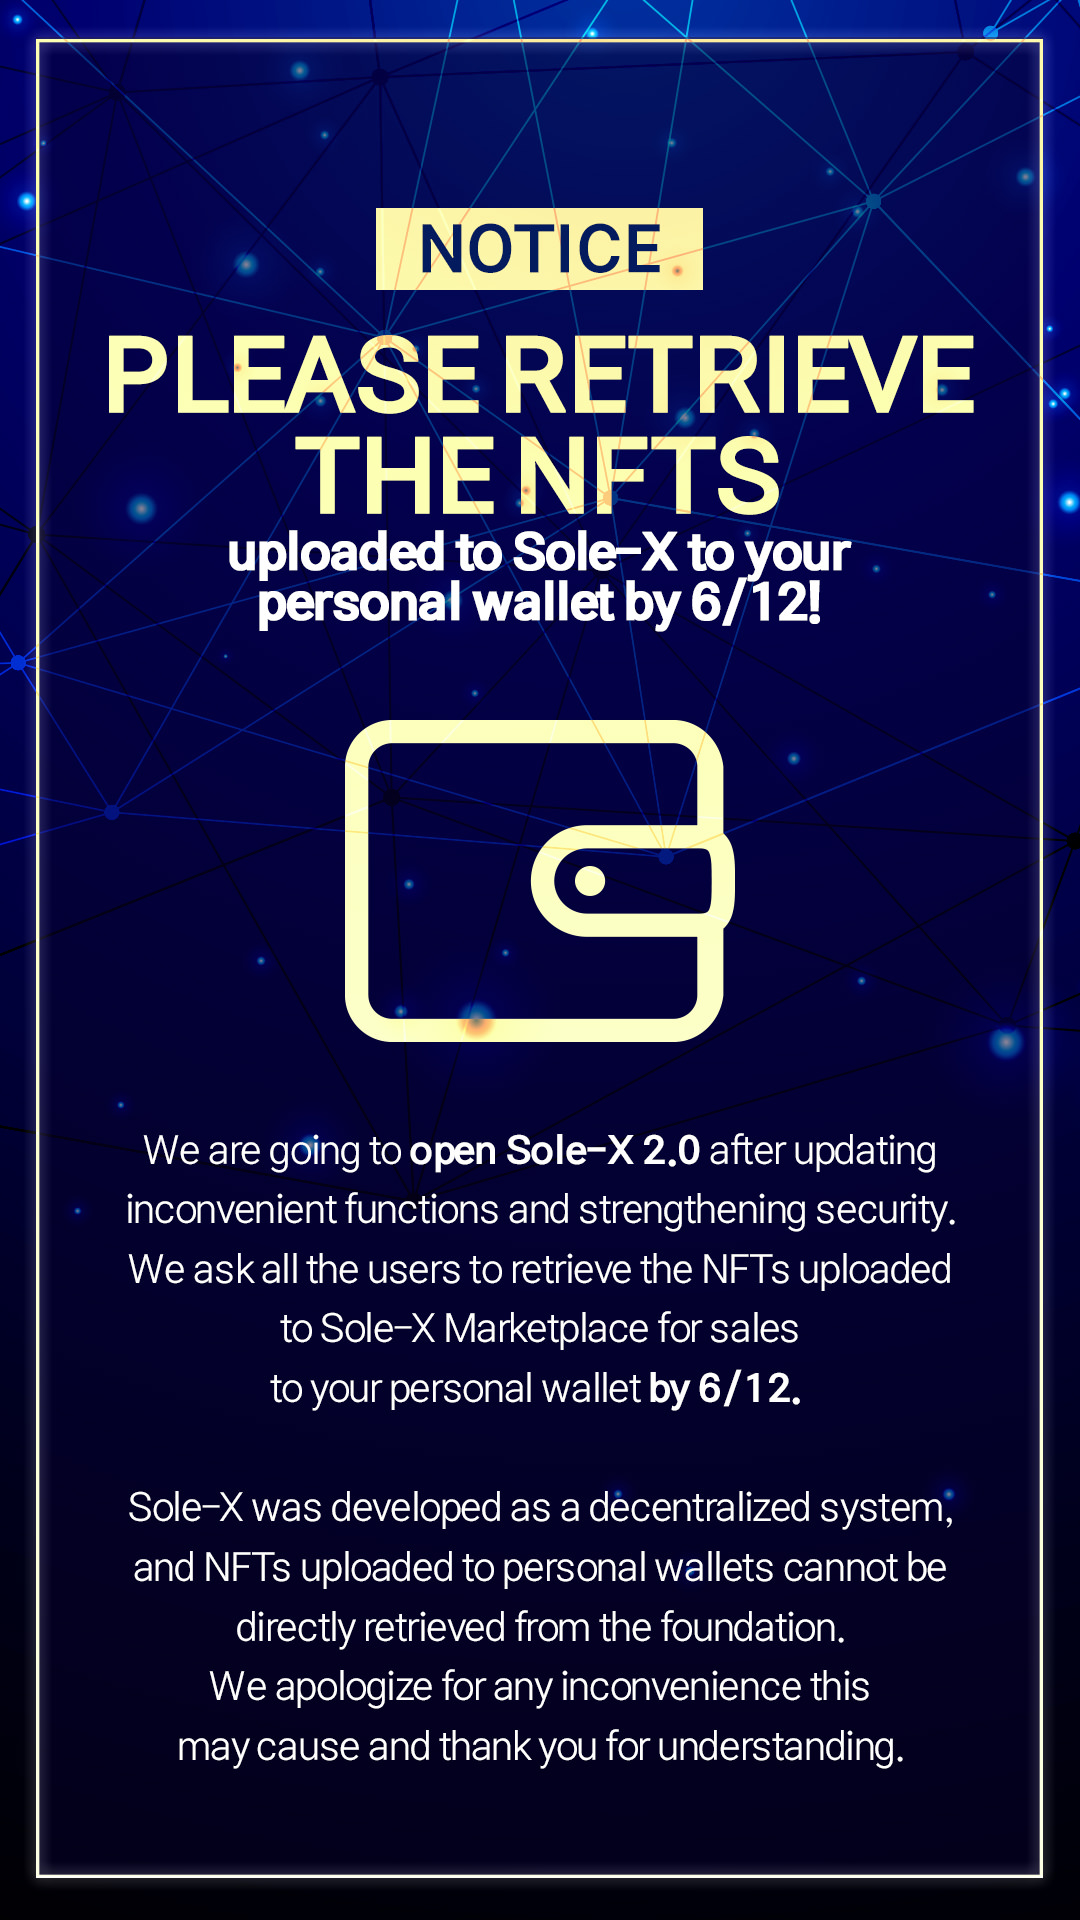 NOTICE
PLEASE RETRIEVE
THE NFTS
uploaded to Sole-X to your
personal wallet by 6/12!
We are going to open Sole-X 2.0 after updating
inconvenient functions and strengthening security.
We ask all the users to retrieve the NFTs uploaded
to Sole-X Marketplace for sales
to your personal wallet by 6/12.
Sole-X was developed as a decentralized system,
and NFTs uploaded to personal wallets cannot be
directly retrieved from the foundation.
We apologize for any inconvenience this
may cause and thank you for understanding.